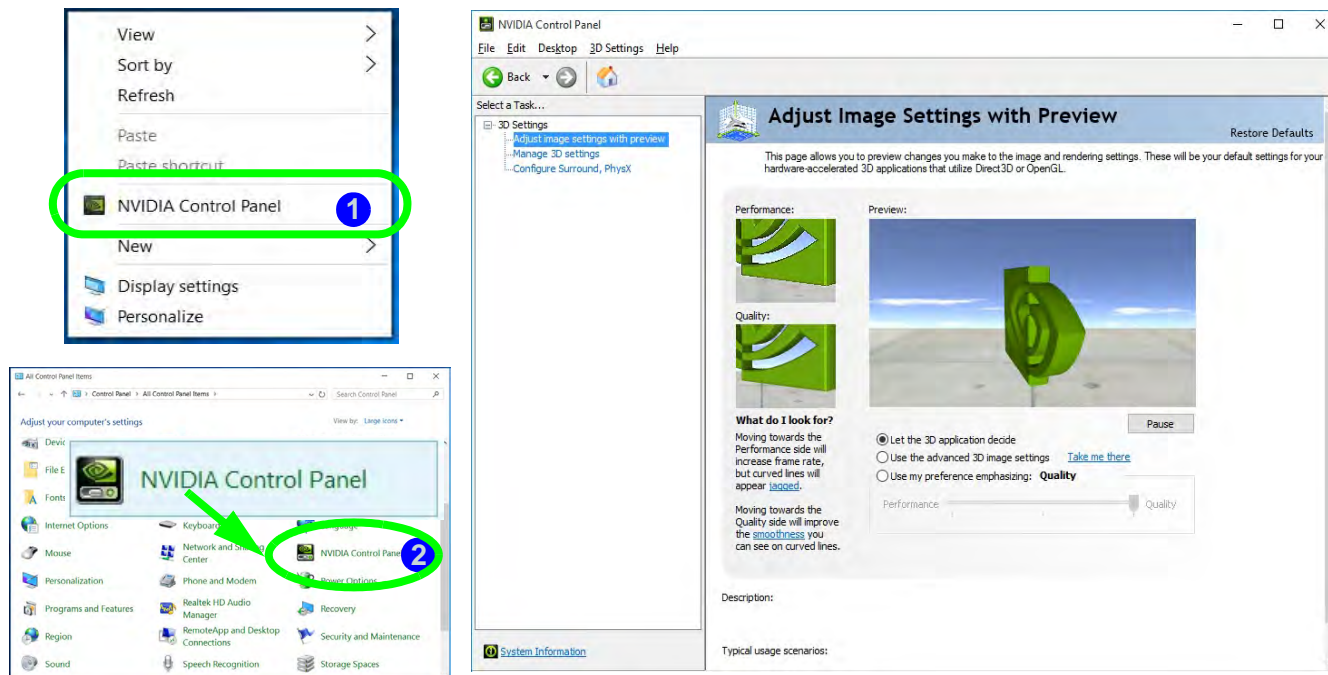 View
Sort by
Refresh
Paste
Paste shortcut
NVIDIA Control Panel
1
New
Display settings
Personalize
All Control Panel Items
Control Panel
All Control Panel Items
Search Control Panel
Adjust your computer's settings
View by: Large icons
Devic
File E
NVIDIA Control Panel
Fonts
Internet Options
Keyboard
Language
Mouse
Network and Sharing
Center
NVIDIA Control Panel
2
Personalization
Phone and Modem
Power Options
Programs and Features
Realtek HD Audio
Manager
Recovery
Region
RemoteApp and Desktop
Connections
Security and Maintenance
Sound
Speech Recognition
Storage Spaces
NVIDIA Control Panel
File Edit Desktop 3D Settings Help
Back
Select a Task...
3D Settings
Adjust image settings with preview
Manage 3D settings
Configure Surround, PhysX
System Information
Adjust Image Settings with Preview
Restore Defaults
This page allows you to preview changes you make to the image and rendering settings. These will be your default settings for your
hardware-accelerated 3D applications that utilize Direct3D or OpenGL.
Performance:
Preview:
Quality:
What do I look for?
Moving towards the
Performance side will
increase frame rate,
but curved lines will
appear jagged.
Moving towards the
Quality side will improve
the smoothness you
can see on curved lines.
Pause
Let the 3D application decide
Use the advanced 3D image settings Take me there
Use my preference emphasizing: Quality
Performance
Quality
Description:
Typical usage scenarios: